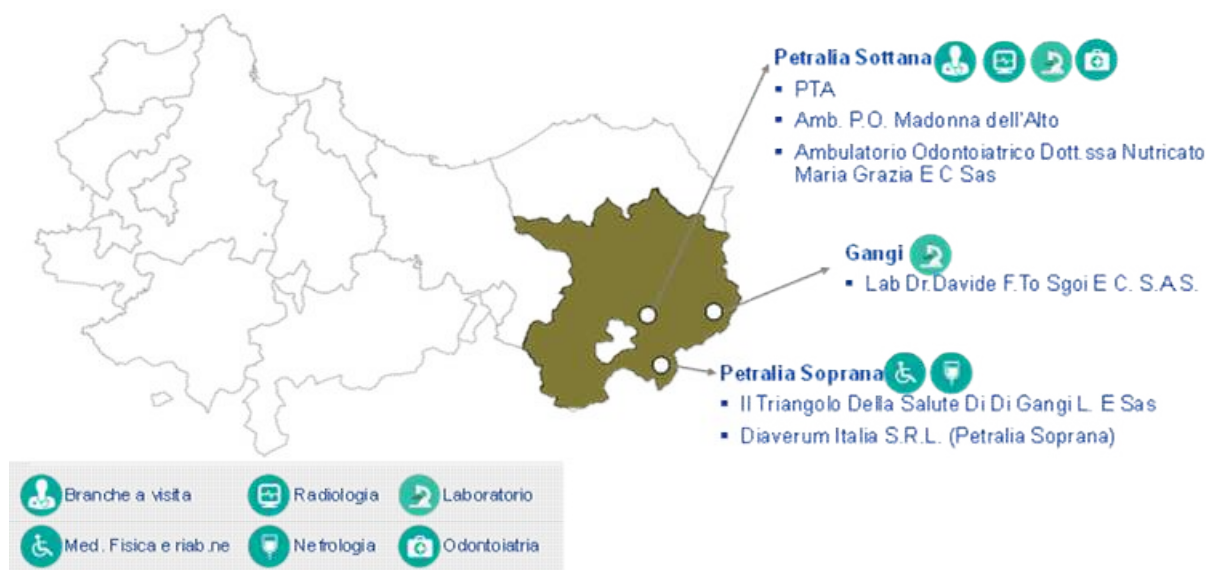 Petralia Sottana
▪ PTA
▪ Amb. P.O. Madonna dell'Alto
▪ Ambulatorio Odontoiatrico Dott.ssa Nutricato
Maria Grazia E C Sas
Gangi
▪ Lab Dr.Davide F.To Sgoi E C. S.A.S.
Petralia Soprana
▪ Il Triangolo Della Salute Di Di Gangi L. E Sas
▪ Diaverum Italia S.R.L. (Petralia Soprana)
Branche a visita
Radiologia
Laboratorio
Med. Fisica e riab.ne
Nefrologia
Odontoiatria